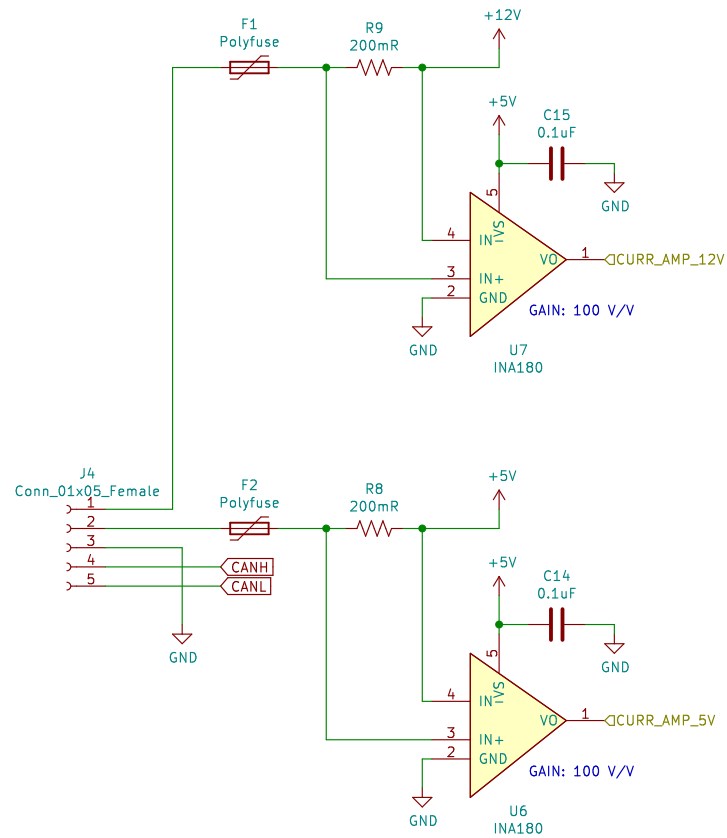 +12V
F1
Polyfuse
R9
200mR
+5V
C15
0.1uF
GND
5
VS
4
IN-
3
IN+
2
GND
VO
1
CURR_AMP_12V
GAIN: 100 V/V
GND
U7
INA180
J4
Conn_01x05_Female
1
2
3
4
5
CANH
CANL
GND
F2
Polyfuse
R8
200mR
+5V
+5V
C14
0.1uF
GND
5
VS
4
IN-
3
IN+
2
GND
VO
1
CURR_AMP_5V
GAIN: 100 V/V
GND
U6
INA180